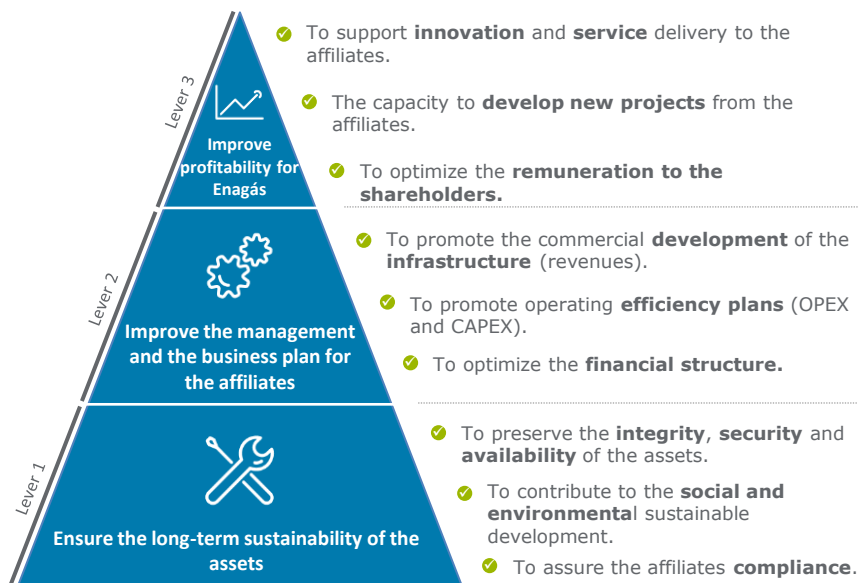 Lever 3
Improve
profitability for
Enagás
To support innovation and service delivery to the
affiliates.
The capacity to develop new projects from the
affiliates.
To optimize the remuneration to the
shareholders.
Lever 2
Improve the management
and the business plan for
the affiliates
To promote the commercial development of the
infrastructure (revenues).
To promote operating efficiency plans (OPEX
and CAPEX).
To optimize the financial structure.
Lever 1
Ensure the long-term sustainability of the
assets
To preserve the integrity, security and
availability of the assets.
To contribute to the social and
environmental sustainable
development.
To assure the affiliates compliance.